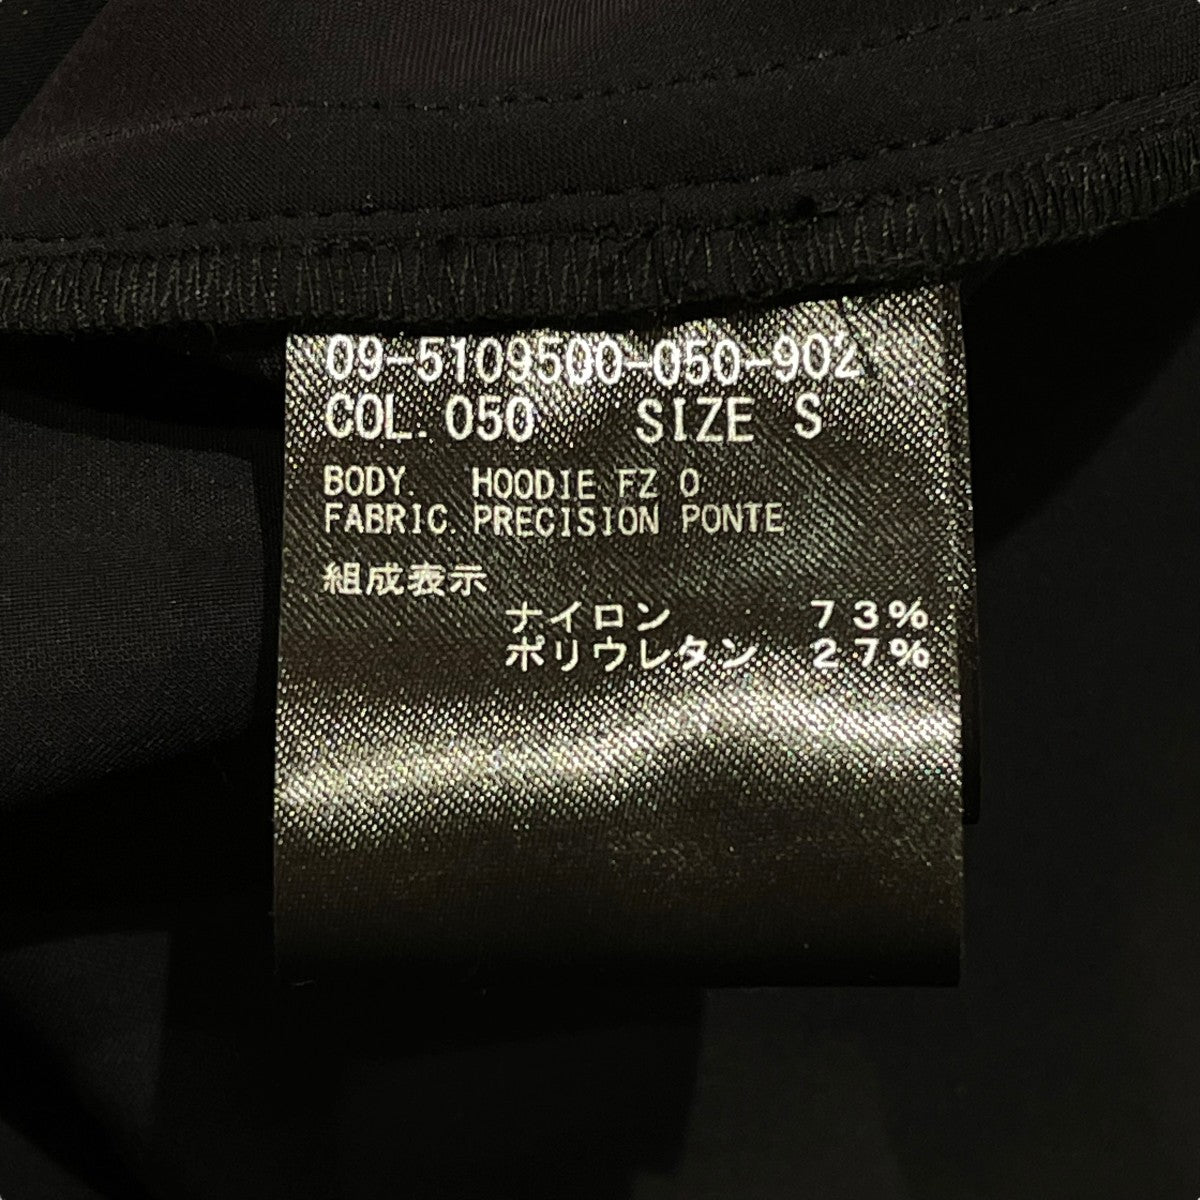 09-5109500-050-902
COL. 050 SIZE S
BODY. HOODIE FZ O
FABRIC. PRECISION PONTE
組成表示
ナイロン 73%
ポリウレタン 27%